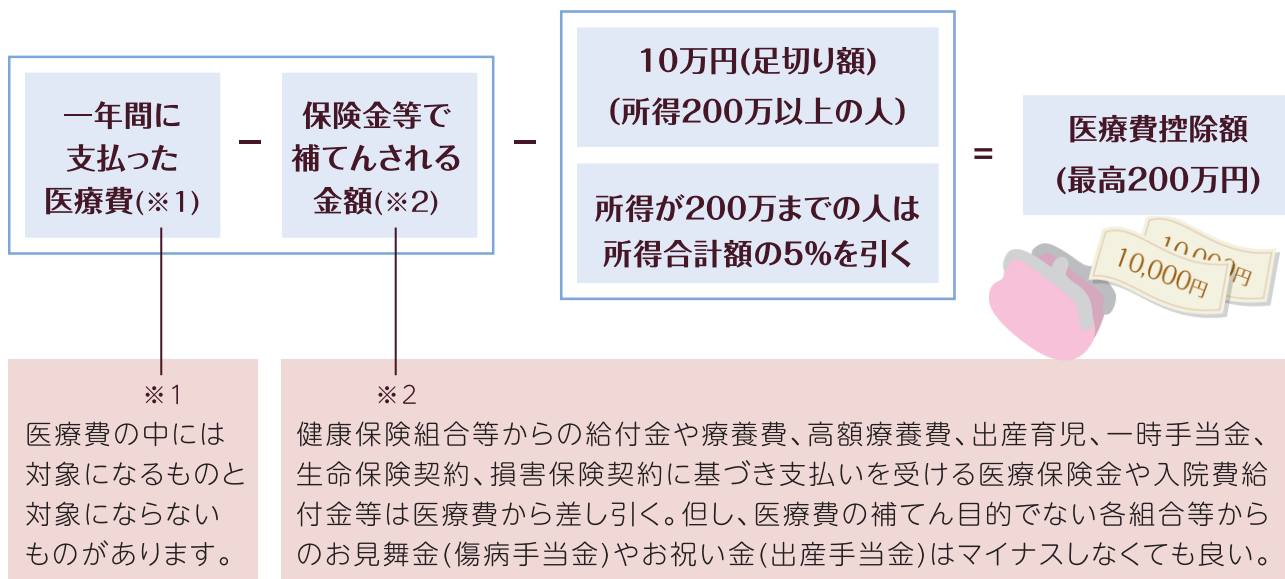 一年間に
支払った
医療費(※1)
−
保険金等で
補てんされる
金額(※2)
−
10万円(足切り額)
(所得200万以上の人)
所得が200万までの人は
所得合計額の5%を引く
=
医療費控除額
(最高200万円)
10,000円
10,000円
※1
医療費の中には
対象になるものと
対象にならない
ものがあります。
※2
健康保険組合等からの給付金や療養費、高額療養費、出産育児、一時手当金、
生命保険契約、損害保険契約に基づき支払いを受ける医療保険金や入院費給
付金等は医療費から差し引く。但し、医療費の補てん目的でない各組合等から
のお見舞金(傷病手当金)やお祝い金(出産手当金)はマイナスしなくても良い。